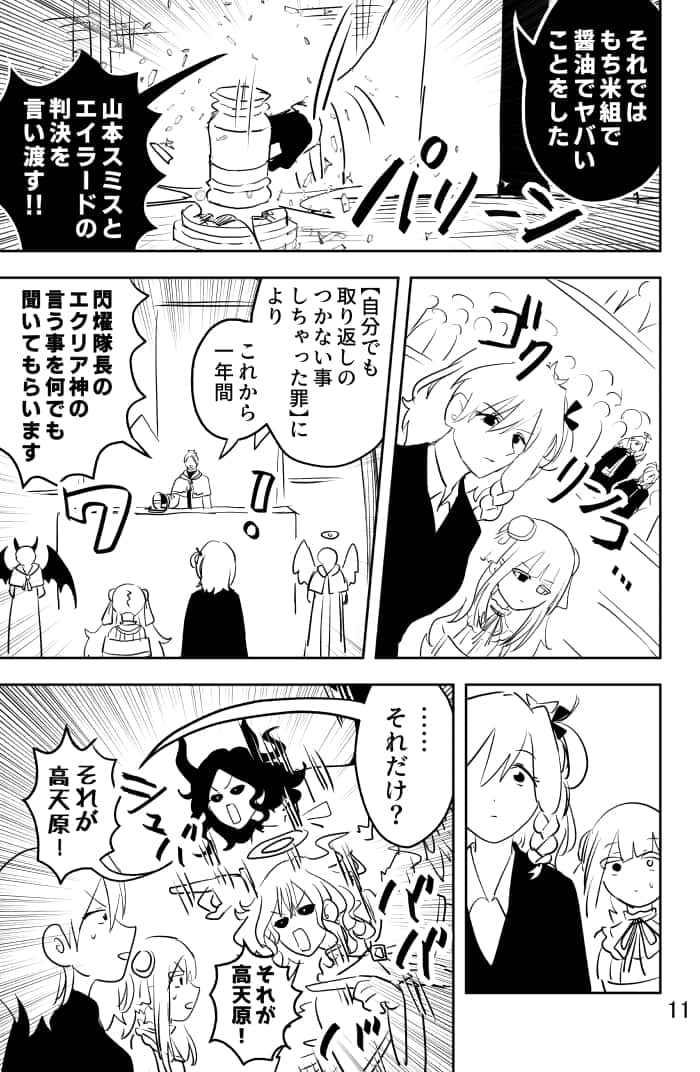 それでは
もち米組で
醤油でヤバい
ことをした
山本スミスと
エイラードの
判決を
言い渡す!!
パリーン
ゴクリンコ…
【自分でも
取り返しの
つかない事
しちゃった罪】に
より
これから
一年間
閃燿隊長の
エクリア神の
言う事を何でも
聞いてもらいます
！
ワ
……
それだけ？
シュバ
それが
高天原！
ババババ
それが
高天原！
11